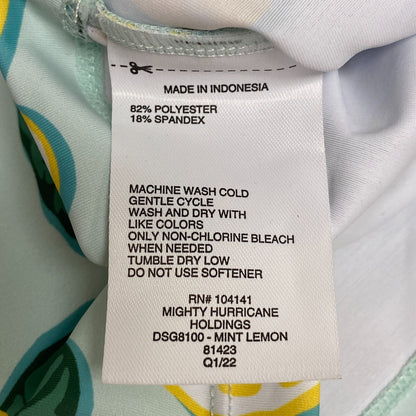 MADE IN INDONESIA
82% POLYESTER
18% SPANDEX
MACHINE WASH COLD
GENTLE CYCLE
WASH AND DRY WITH
LIKE COLORS
ONLY NON-CHLORINE BLEACH
WHEN NEEDED
TUMBLE DRY LOW
DO NOT USE SOFTENER
RN# 104141
MIGHTY HURRICANE
HOLDINGS
DSG8100 - MINT LEMON
81423
Q1/22